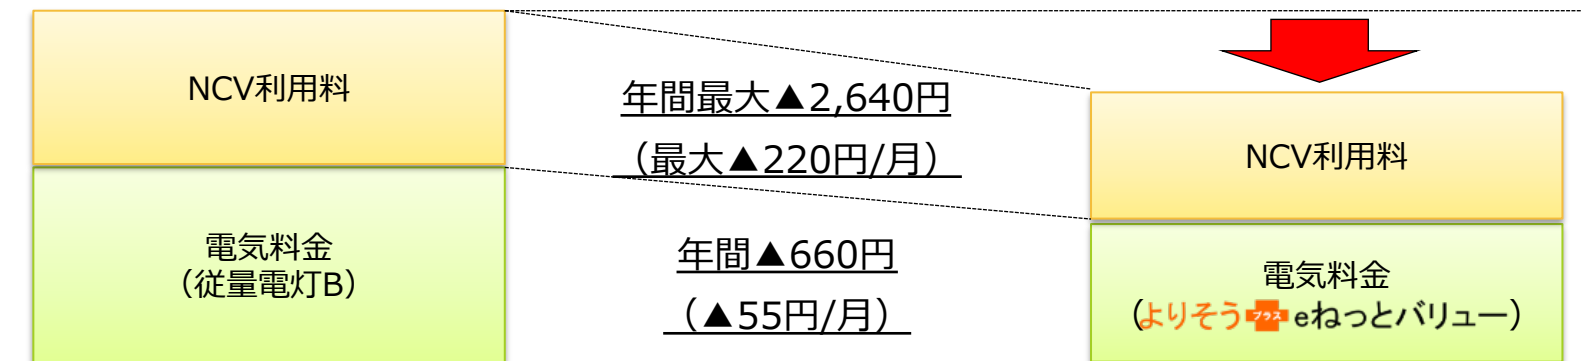 NCV利用料
電気料金
（従量電灯B）
年間最大▲2,640円
（最大▲220円/月）
年間▲660円
（▲55円/月）
NCV利用料
電気料金
（よりそうプラスeねっとバリュー）